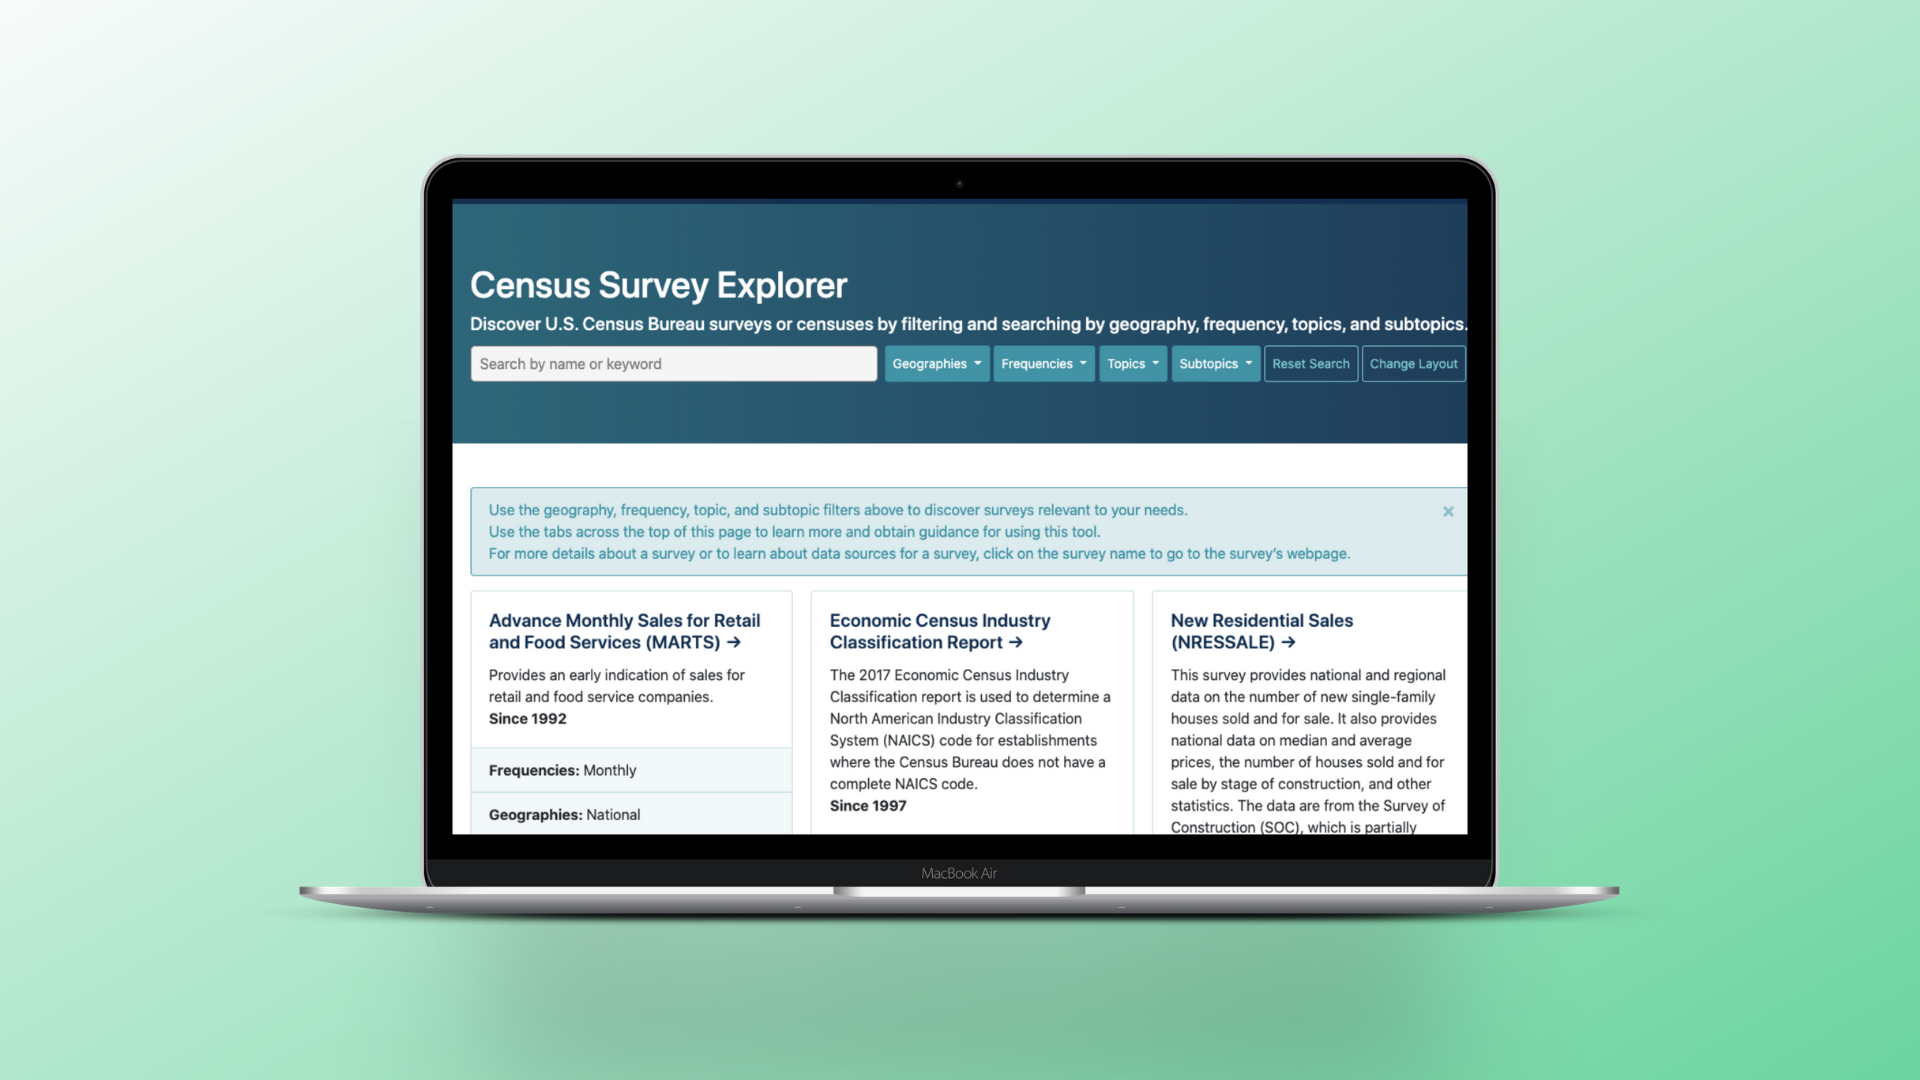 Census Survey Explorer
Discover U.S. Census Bureau surveys or censuses by filtering and searching by geography, frequency, topics, and subtopics.
Search by name or keyword
Geographies
Frequencies
Topics
Subtopics
Reset Search
Change Layout
Use the geography, frequency, topic, and subtopic filters above to discover surveys relevant to your needs.
Use the tabs across the top of this page to learn more and obtain guidance for using this tool.
For more details about a survey or to learn about data sources for a survey, click on the survey name to go to the survey’s webpage.
×
Advance Monthly Sales for Retail
and Food Services (MARTS) →
Provides an early indication of sales for
retail and food service companies.
Since 1992
Frequencies: Monthly
Geographies: National
Economic Census Industry
Classification Report →
The 2017 Economic Census Industry
Classification report is used to determine a
North American Industry Classification
System (NAICS) code for establishments
where the Census Bureau does not have a
complete NAICS code.
Since 1997
New Residential Sales
(NRESSALE) →
This survey provides national and regional
data on the number of new single-family
houses sold and for sale. It also provides
national data on median and average
prices, the number of houses sold and for
sale by stage of construction, and other
statistics. The data are from the Survey of
Construction (SOC), which is partially
MacBook Air